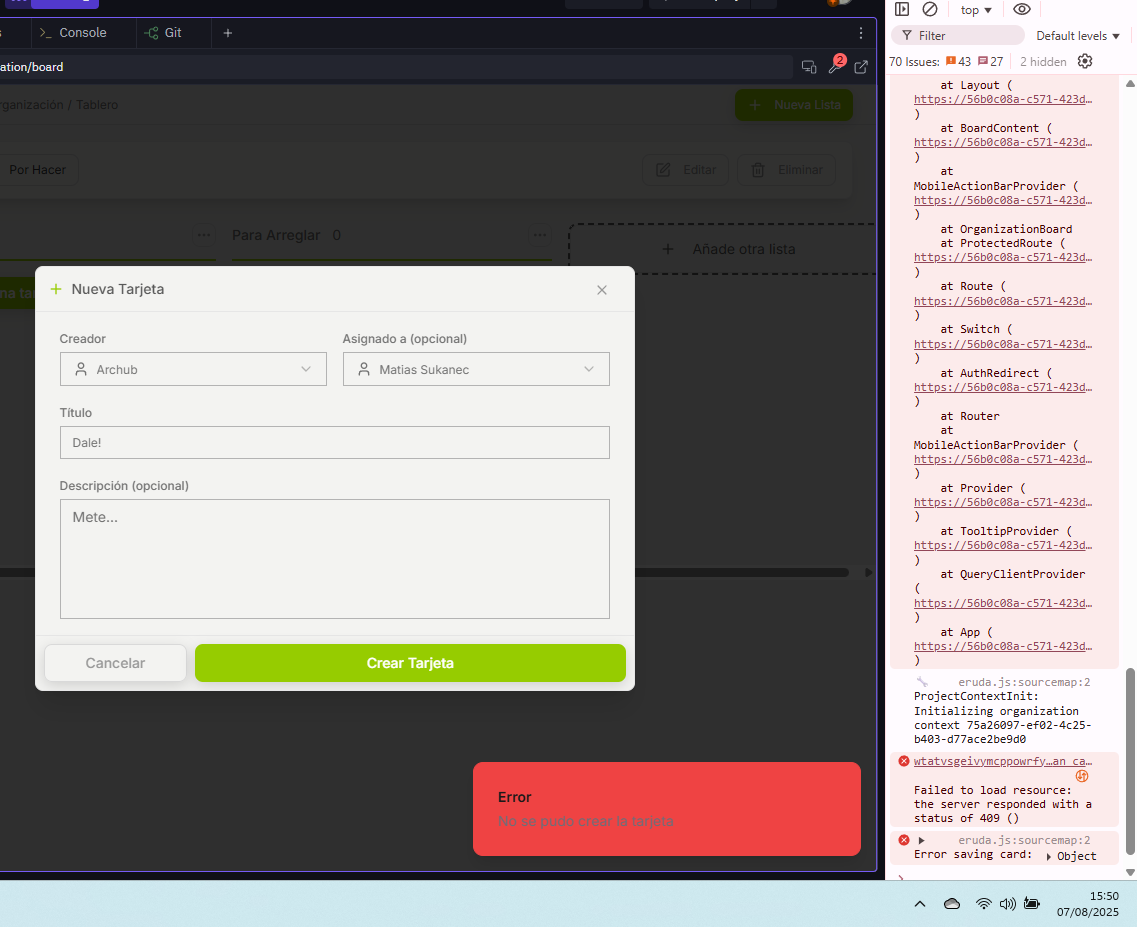 Console
Git
ation/board
2
rganización / Tablero
Nueva Lista
Por Hacer
Editar
Eliminar
Para Arreglar 0
Añade otra lista
Nueva Tarjeta
Creador
Asignado a (opcional)
Archub
Matias Sukanec
Título
Dale!
Descripción (opcional)
Mete...
Cancelar
Crear Tarjeta
Error
No se pudo crear la tarjeta
top
Filter
Default levels
70 Issues: 43 27 2 hidden
at Layout (
https://56b0c08a-c571-423d…
)
at BoardContent (
https://56b0c08a-c571-423d…
)
at
MobileActionBarProvider (
https://56b0c08a-c571-423d…
)
at OrganizationBoard
at ProtectedRoute (
https://56b0c08a-c571-423d…
)
at Route (
https://56b0c08a-c571-423d…
)
at Switch (
https://56b0c08a-c571-423d…
)
at AuthRedirect (
https://56b0c08a-c571-423d…
)
at Router
at
MobileActionBarProvider (
https://56b0c08a-c571-423d…
)
at Provider (
https://56b0c08a-c571-423d…
)
at TooltipProvider (
https://56b0c08a-c571-423d…
)
at QueryClientProvider
(
https://56b0c08a-c571-423d…
)
at App (
https://56b0c08a-c571-423d…
)
eruda.js:sourcemap:2
ProjectContextInit:
Initializing organization
context 75a26097-ef02-4c25-
b403-d77ace2be9d0
wtatvsgeivymcppowrfy…an_ca…
Failed to load resource:
the server responded with a
status of 409 ()
eruda.js:sourcemap:2
Error saving card: Object
15:50
07/08/2025